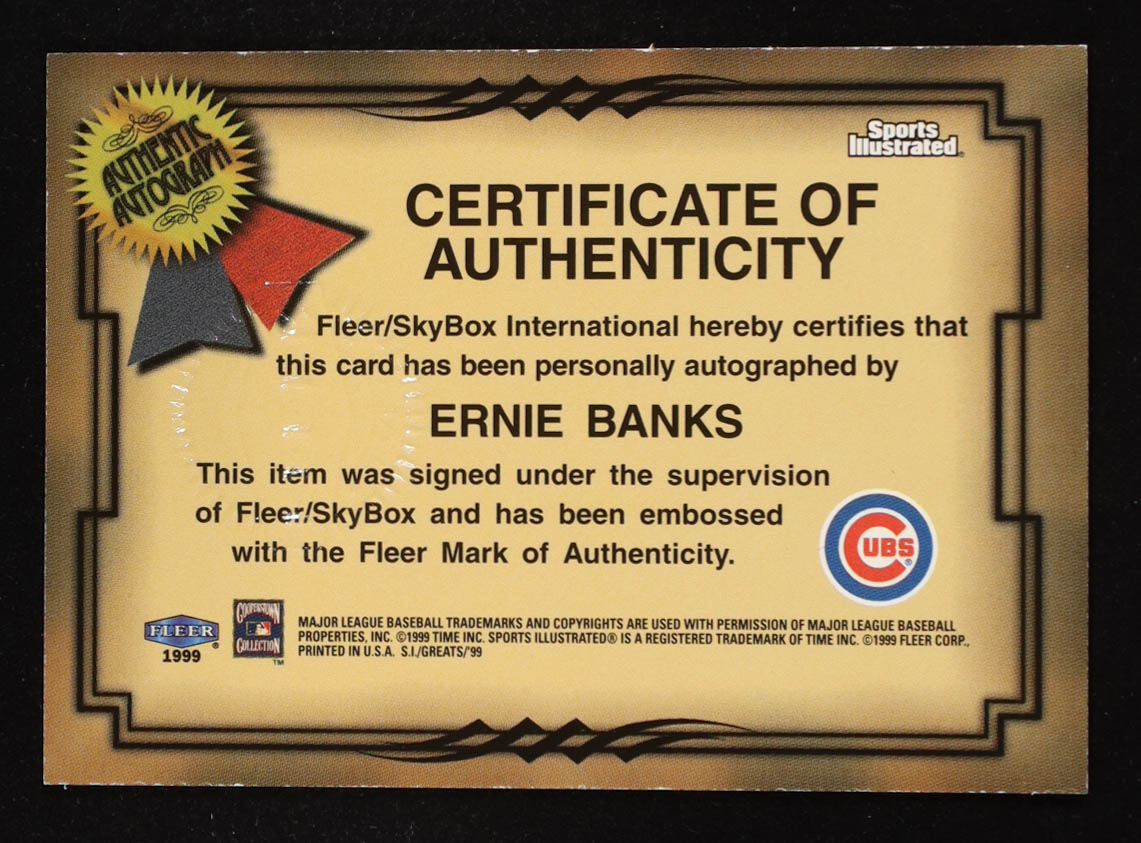 AUTHENTIC
AUTOGRAPH
Sports
Illustrated
CERTIFICATE OF
AUTHENTICITY
Fleer/SkyBox International hereby certifies that
this card has been personally autographed by
ERNIE BANKS
This item was signed under the supervision
of Fleer/SkyBox and has been embossed
with the Fleer Mark of Authenticity.
CUBS®
FLEER®
1999
COOPERSTOWN
COLLECTION
TM
MAJOR LEAGUE BASEBALL TRADEMARKS AND COPYRIGHTS ARE USED WITH PERMISSION OF MAJOR LEAGUE BASEBALL
PROPERTIES, INC. ©1999 TIME INC. SPORTS ILLUSTRATED® IS A REGISTERED TRADEMARK OF TIME INC. ©1999 FLEER CORP.,
PRINTED IN U.S.A. S.I./GREATS/'99